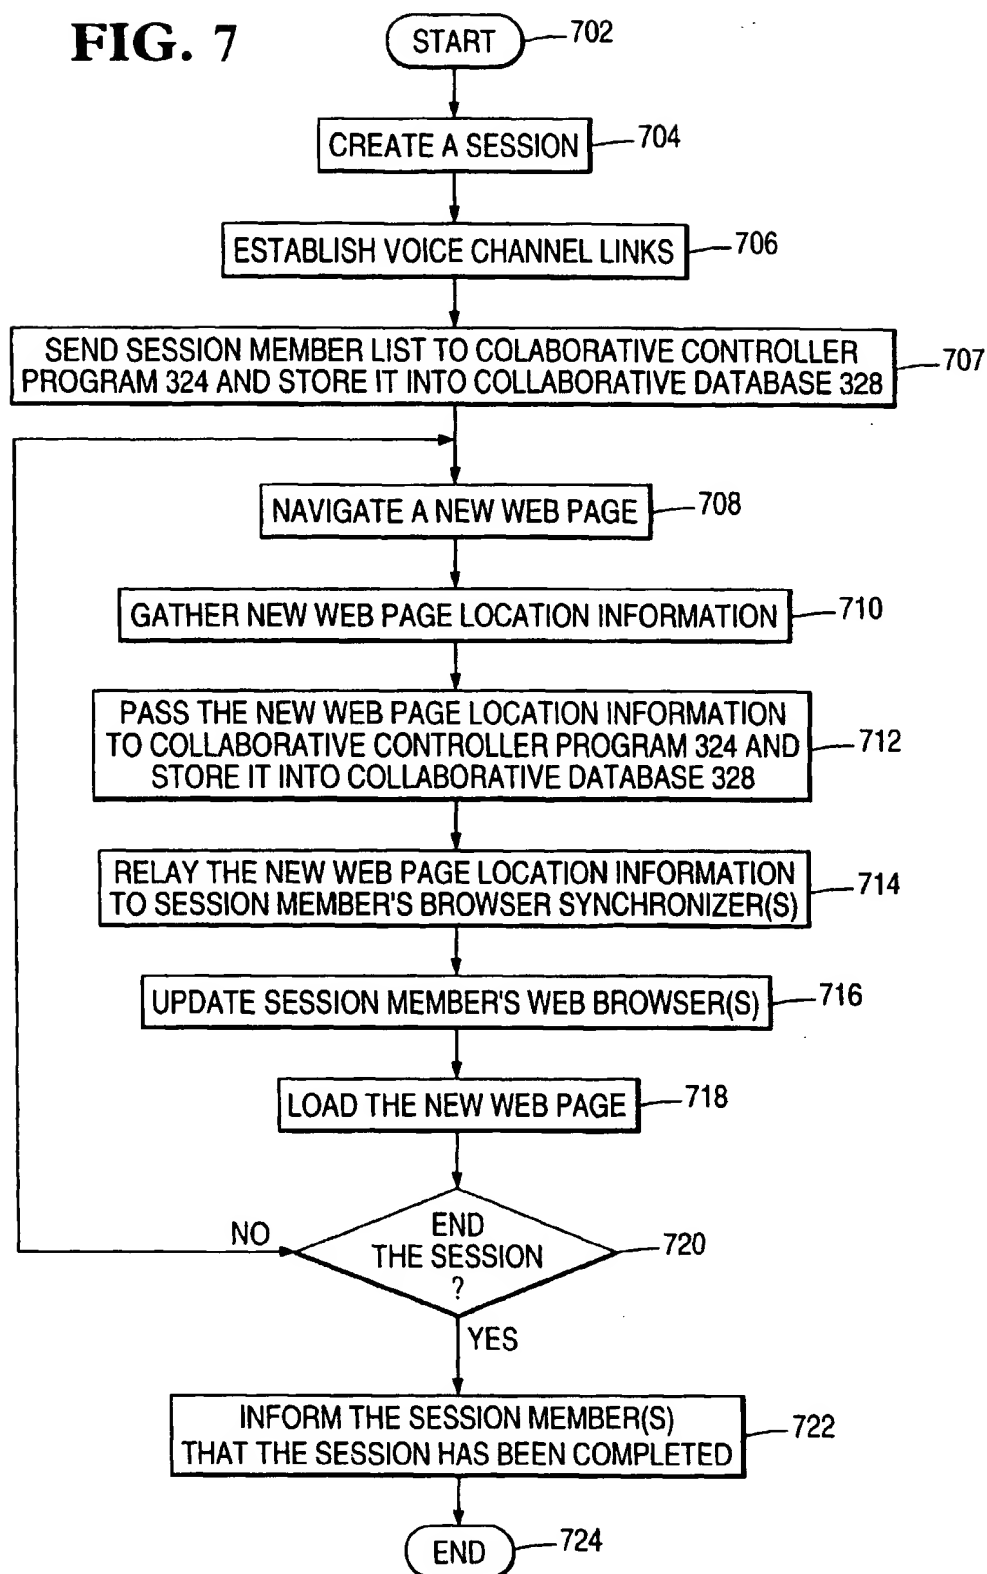 FIG. 7
START
702
CREATE A SESSION
704
ESTABLISH VOICE CHANNEL LINKS
706
SEND SESSION MEMBER LIST TO COLABORATIVE CONTROLLER
PROGRAM 324 AND STORE IT INTO COLLABORATIVE DATABASE 328
707
NAVIGATE A NEW WEB PAGE
708
GATHER NEW WEB PAGE LOCATION INFORMATION
710
PASS THE NEW WEB PAGE LOCATION INFORMATION
TO COLLABORATIVE CONTROLLER PROGRAM 324 AND
STORE IT INTO COLLABORATIVE DATABASE 328
712
RELAY THE NEW WEB PAGE LOCATION INFORMATION
TO SESSION MEMBER'S BROWSER SYNCHRONIZER(S)
714
UPDATE SESSION MEMBER'S WEB BROWSER(S)
716
LOAD THE NEW WEB PAGE
718
NO
END
THE SESSION
?
720
YES
INFORM THE SESSION MEMBER(S)
THAT THE SESSION HAS BEEN COMPLETED
722
END
724